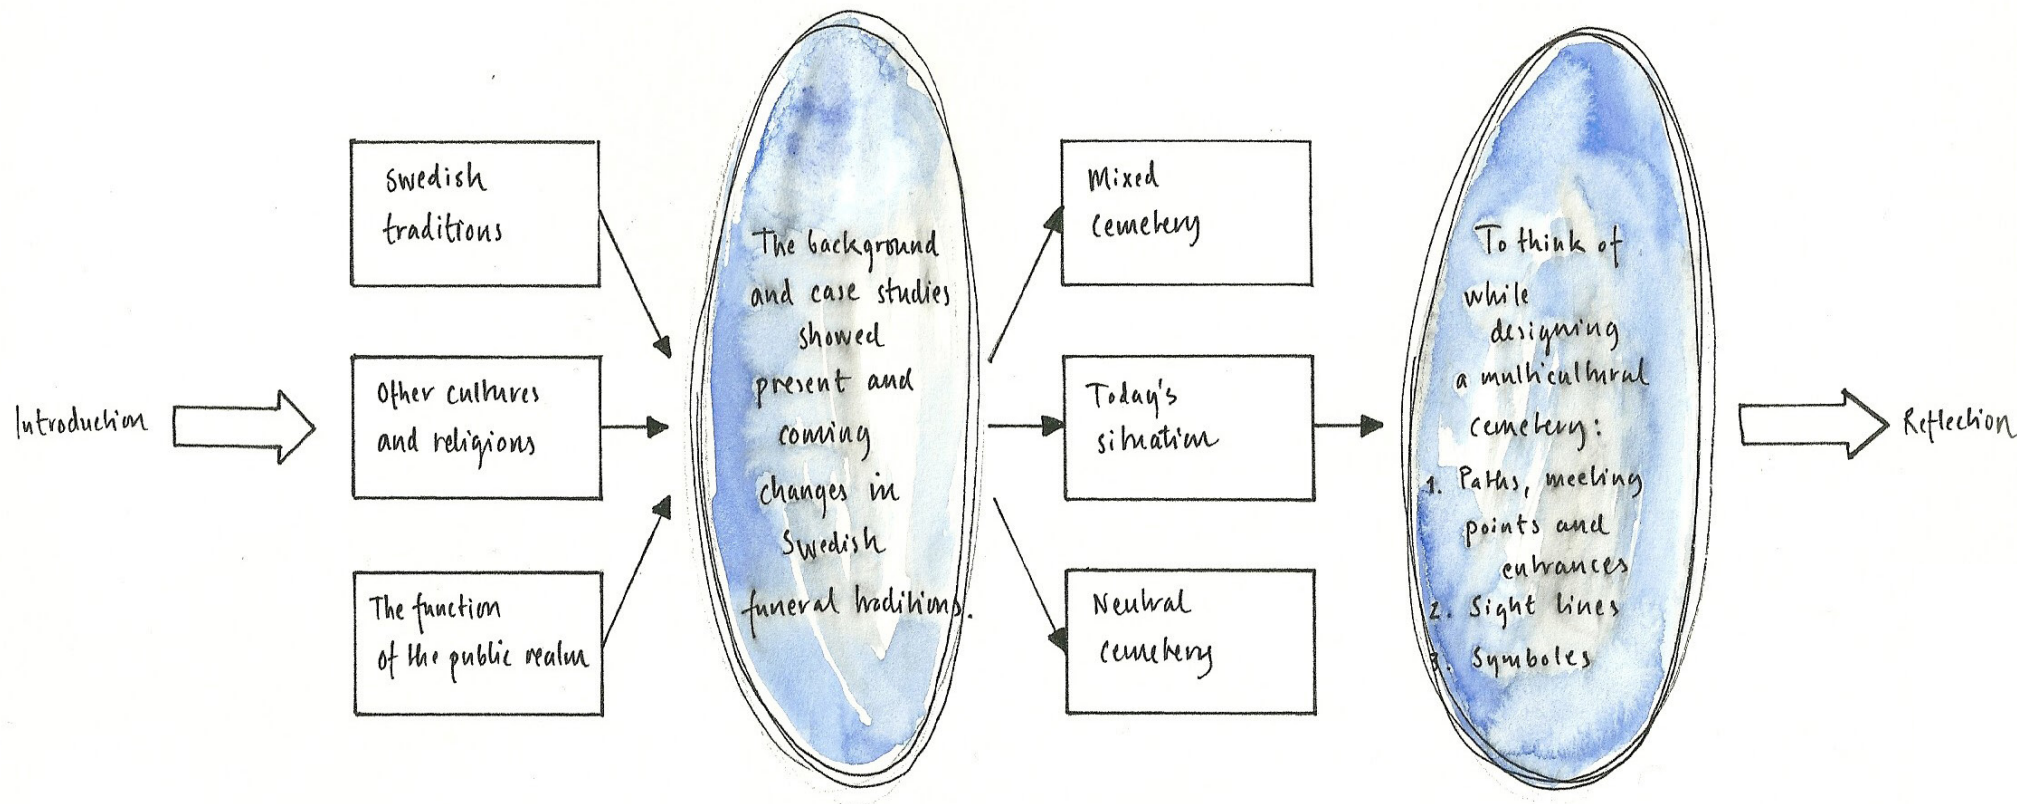 Introduction
Swedish
traditions
Other cultures
and religions
The function
of the public realm
The background
and case studies
showed
present and
coming
changes in
Swedish
funeral traditions.
Mixed
cemetery
Today's
situation
Neutral
cemetery
To think of
while
designing
a multicultural
cemetery:
1. Paths, meeting
points and
entrances
2. Sight lines
3. Symboles
Reflection